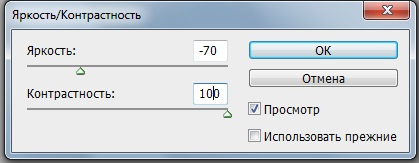 Яркость/Контрастность
Яркость: -70
OK
Отмена
Контрастность: 100
Просмотр
Использовать прежние